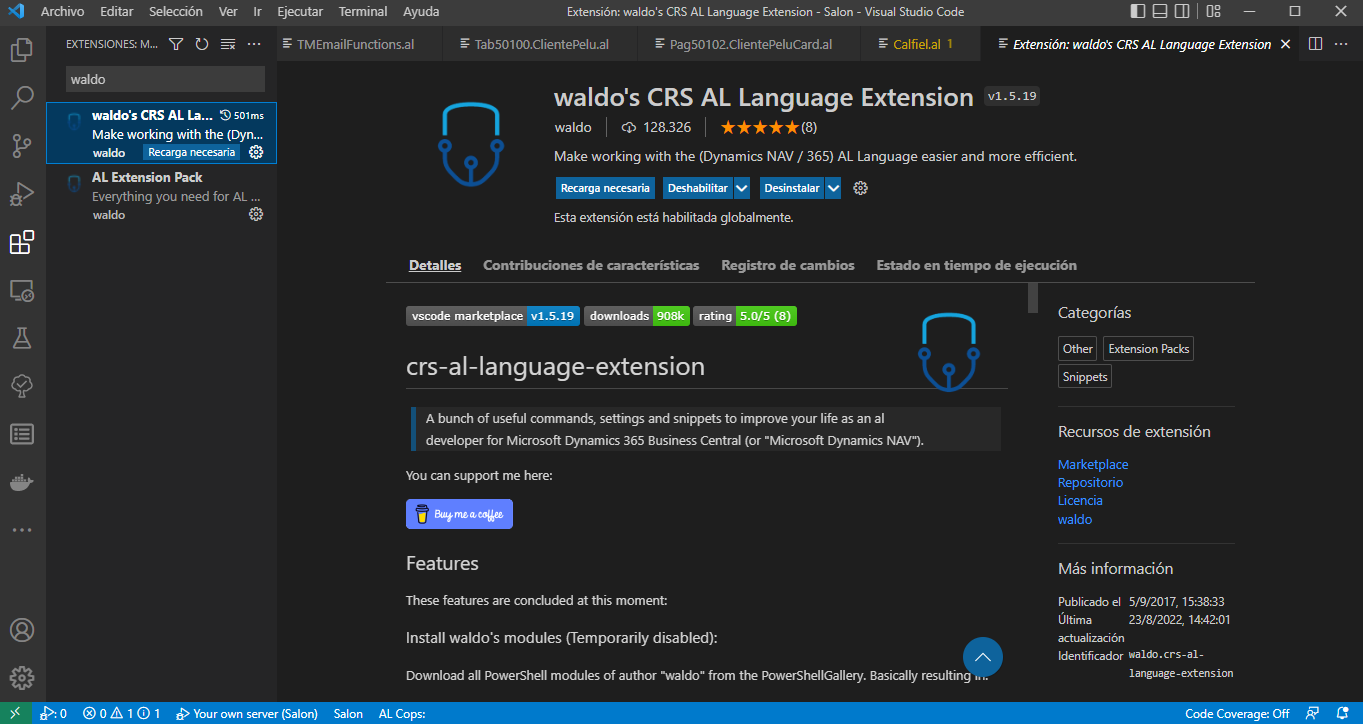 Archivo Editar Selección Ver Ir Ejecutar Terminal Ayuda
Extensión: waldo's CRS AL Language Extension - Salon - Visual Studio Code
EXTENSIONES: M...
TMEmailFunctions.al
Tab50100.ClientePelu.al
Pag50102.ClientePeluCard.al
Calfiel.al 1
Extensión: waldo's CRS AL Language Extension
waldo
waldo's CRS AL La... 501ms
Make working with the (Dyn...
waldo Recarga necesaria
AL Extension Pack
Everything you need for AL ...
waldo
waldo's CRS AL Language Extension v1.5.19
waldo 128.326 (8)
Make working with the (Dynamics NAV / 365) AL Language easier and more efficient.
Recarga necesaria Deshabilitar Desinstalar
Esta extensión está habilitada globalmente.
Detalles Contribuciones de características Registro de cambios Estado en tiempo de ejecución
vscode marketplace v1.5.19 downloads 908k rating 5.0/5 (8)
crs-al-language-extension
A bunch of useful commands, settings and snippets to improve your life as an al
developer for Microsoft Dynamics 365 Business Central (or "Microsoft Dynamics NAV").
You can support me here:
Buy me a coffee
Features
These features are concluded at this moment:
Install waldo's modules (Temporarily disabled):
Download all PowerShell modules of author "waldo" from the PowerShellGallery. Basically resulting in:
Categorías
Other Extension Packs
Snippets
Recursos de extensión
Marketplace
Repositorio
Licencia
waldo
Más información
Publicado el 5/9/2017, 15:38:33
Última 23/8/2022, 14:42:01
actualización
Identificador waldo.crs-al-
language-extension
0 0 1 1 Your own server (Salon) Salon AL Cops: Code Coverage: Off